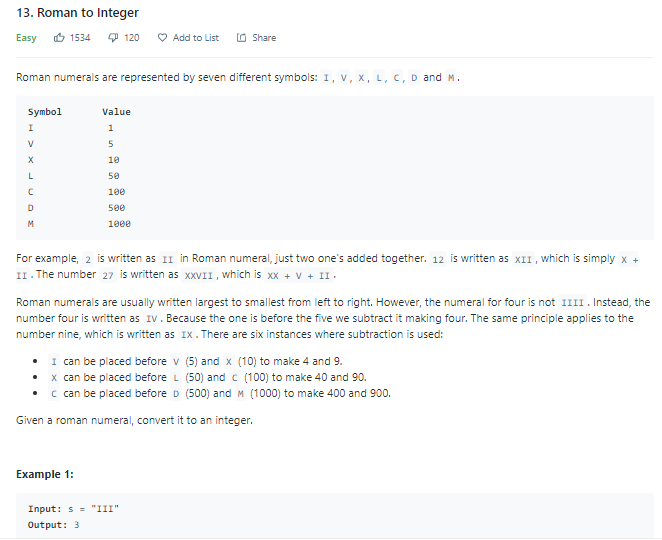 13. Roman to Integer
Easy 1534 120 Add to List Share
Roman numerals are represented by seven different symbols: I, V, X, L, C, D and M.
Symbol Value
I 1
V 5
X 10
L 50
C 100
D 500
M 1000
For example, 2 is written as II in Roman numeral, just two one's added together. 12 is written as XII, which is simply X +
II. The number 27 is written as XXVII, which is XX + V + II.
Roman numerals are usually written largest to smallest from left to right. However, the numeral for four is not IIII. Instead, the
number four is written as IV. Because the one is before the five we subtract it making four. The same principle applies to the
number nine, which is written as IX. There are six instances where subtraction is used:
• I can be placed before V (5) and X (10) to make 4 and 9.
• X can be placed before L (50) and C (100) to make 40 and 90.
• C can be placed before D (500) and M (1000) to make 400 and 900.
Given a roman numeral, convert it to an integer.
Example 1:
Input: s = "III"
Output: 3